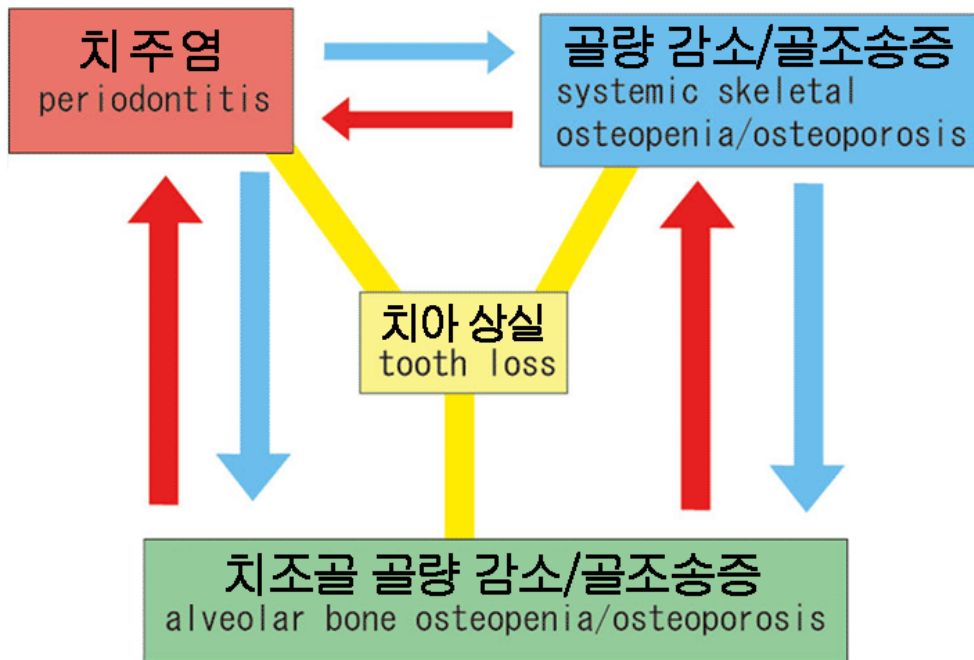 치주염
periodontitis
골량 감소/골조송증
systemic skeletal
osteopenia/osteoporosis
치아 상실
tooth loss
치조골 골량 감소/골조송증
alveolar bone osteopenia/osteoporosis